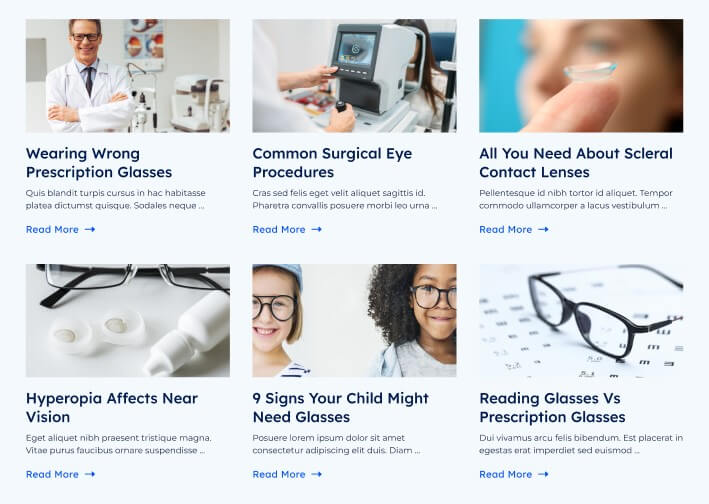 Wearing Wrong
Prescription Glasses
Quis blandit turpis cursus in hac habitasse
platea dictumst quisque. Sodales neque ...
Read More →
Common Surgical Eye
Procedures
Cras sed felis eget velit aliquet sagittis id.
Pharetra convallis posuere morbi leo urna ...
Read More →
All You Need About Scleral
Contact Lenses
Pellentesque id nibh tortor id aliquet. Tempor
commodo ullamcorper a lacus vestibulum ...
Read More →
Hyperopia Affects Near
Vision
Eget aliquet nibh praesent tristique magna.
Vitae purus faucibus ornare suspendisse ...
Read More →
9 Signs Your Child Might
Need Glasses
Posuere lorem ipsum dolor sit amet
consectetur adipiscing elit duis. Diam ...
Read More →
Reading Glasses Vs
Prescription Glasses
Dui vivamus arcu felis bibendum. Est placerat in
egestas erat imperdiet sed euismod ...
Read More →